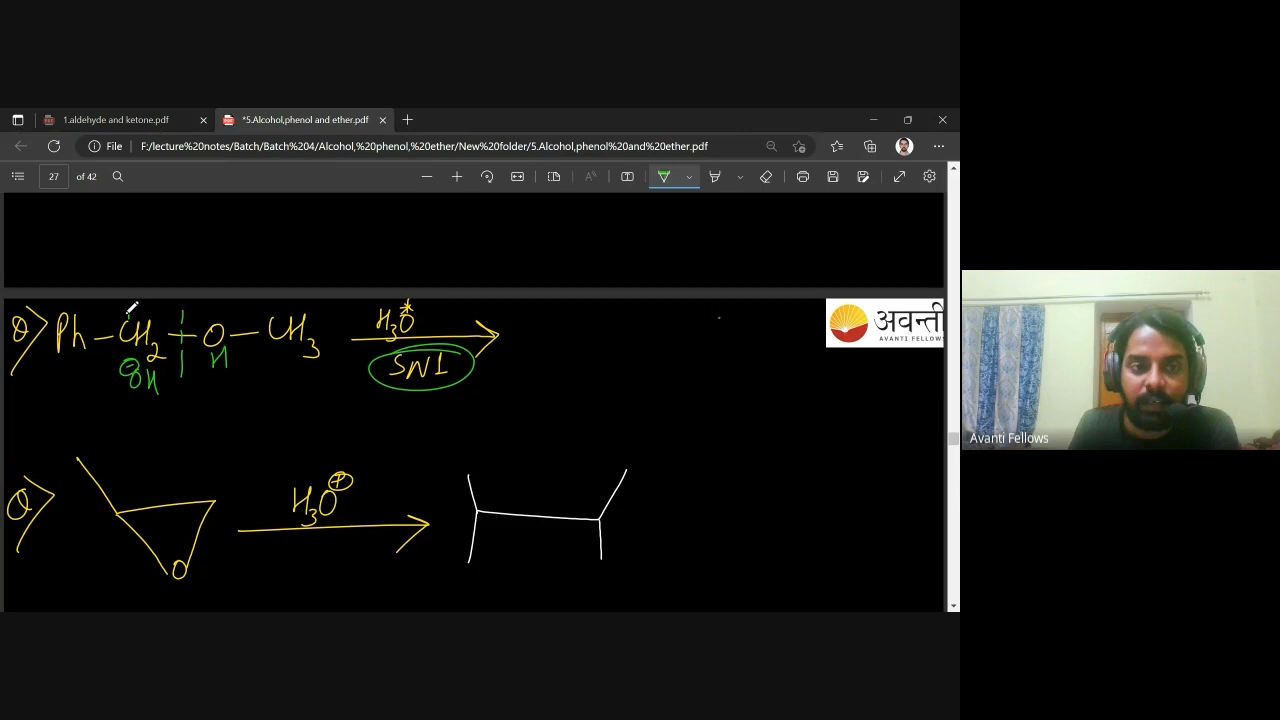 1.aldehyde and ketone.pdf
*5.Alcohol,phenol and ether.pdf
File
F:/lecture%20notes/Batch/Batch%204/Alcohol,%20phenol,%20ether/New%20folder/5.Alcohol,phenol%20and%20ether.pdf
27 of 42
Q> Ph-CH2-O-CH3 H3O
OH H SN1
अवन्ती
AVANTI FELLOWS
Avanti Fellows
Q> O H3O⊕